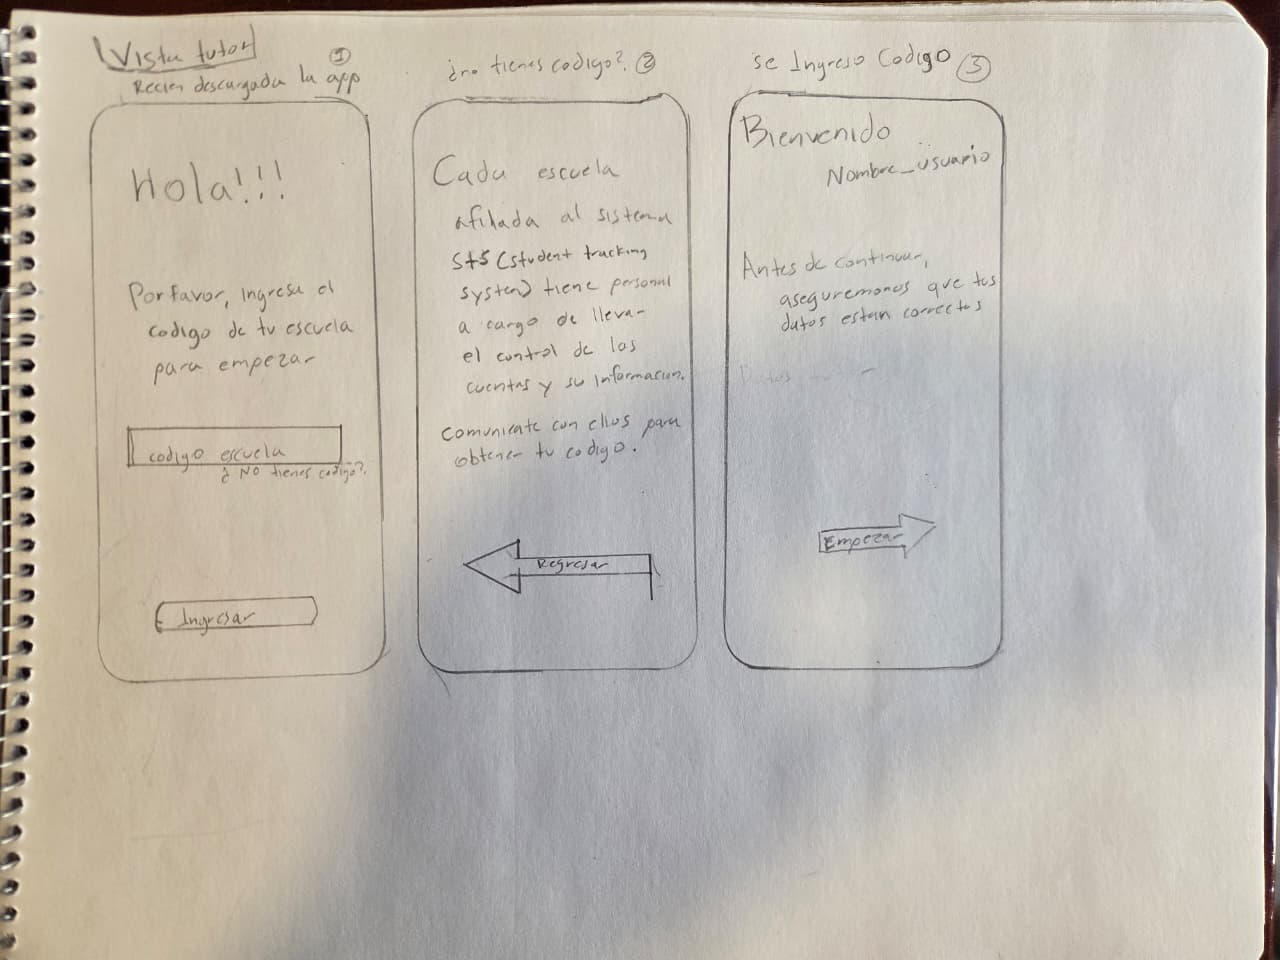 Vista tutor
Recien descargada la app
1
Hola!!!
Por favor, ingresa el
codigo de tu escuela
para empezar
codigo escuela
¿ NO tienes codigo?.
Ingresar
¿no tienes codigo?. 2
Cada escuela
afiliada al sistema
StS (student tracking
system) tiene personal
a cargo de llevar
el control de las
cuentas y su informacion.
comunicate con ellos para
obtener tu codigo.
Regresar
se Ingreso Codigo 3
Bienvenido
Nombre_usuario
Antes de continuar,
aseguremonos que tus
datos estan correctos
Datos
Empezar